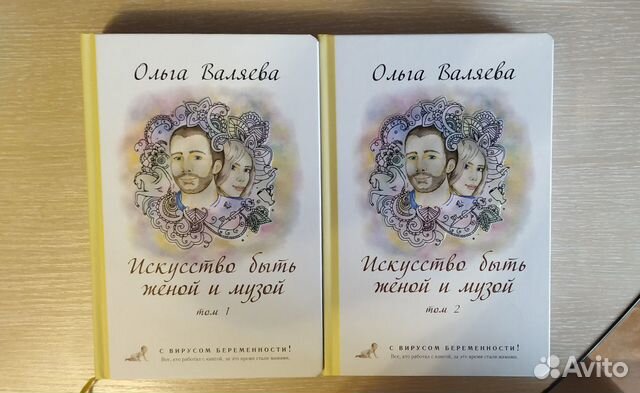 Ольга Валяева
Искусство быть
женой и музой
том 1
С ВИРУСОМ БЕРЕМЕННОСТИ!
Все, кто работал с книгой, за это время стали мамами.
Ольга Валяева
Искусство быть
женой и музой
том 2
С ВИРУСОМ БЕРЕМЕННОСТИ!
Все, кто работал с книгой, за это время стали мамами.
Avito